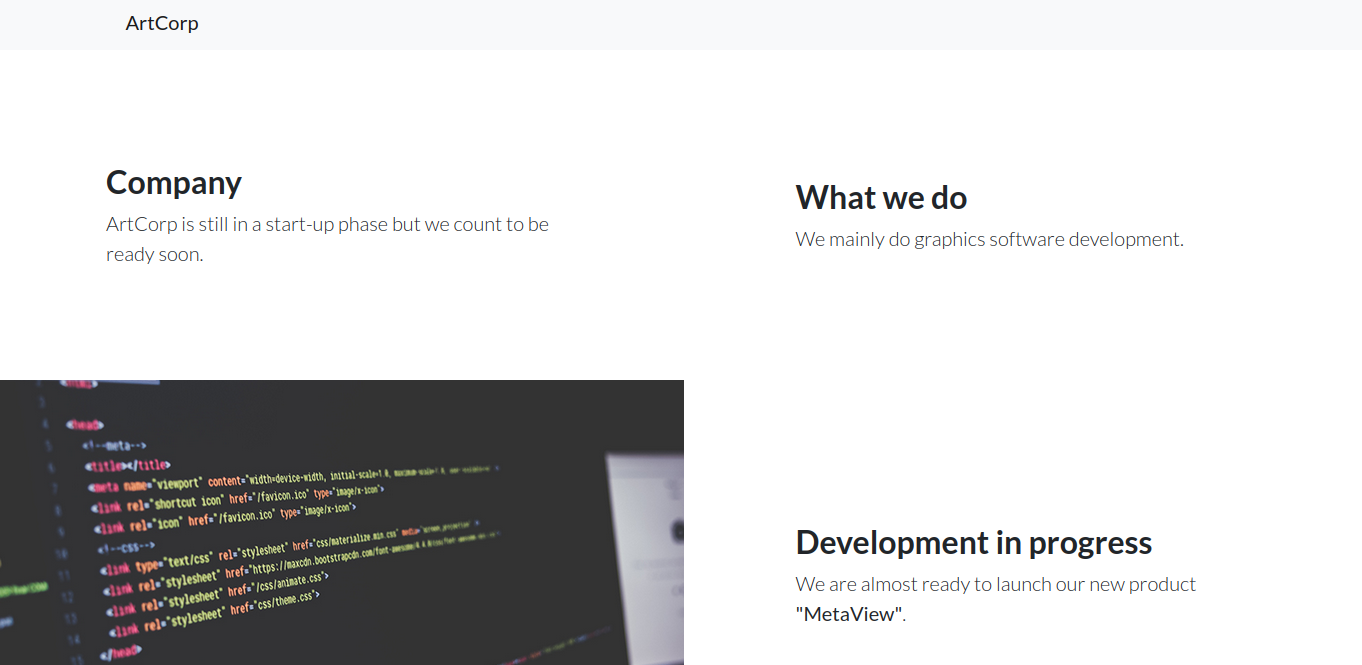 ArtCorp
Company
ArtCorp is still in a start-up phase but we count to be
ready soon.
What we do
We mainly do graphics software development.
<head>
<!--meta-->
<title></title>
<meta name="viewport" content="width=device-width, initial-scale=1.0,
<link rel="shortcut icon" href="/favicon.ico" type="image/x-icon">
<link rel="icon" href="/favicon.ico" type="image/x-icon">
<!--css-->
<link type="text/css" rel="stylesheet" href="css/materialize.min.css"
<link rel="stylesheet" href="https://maxcdn.bootstrapcdn.com/font-awesome/
<link rel="stylesheet" href="/css/animate.css">
<link rel="stylesheet" href="css/theme.css">
</head>
Development in progress
We are almost ready to launch our new product
"MetaView".